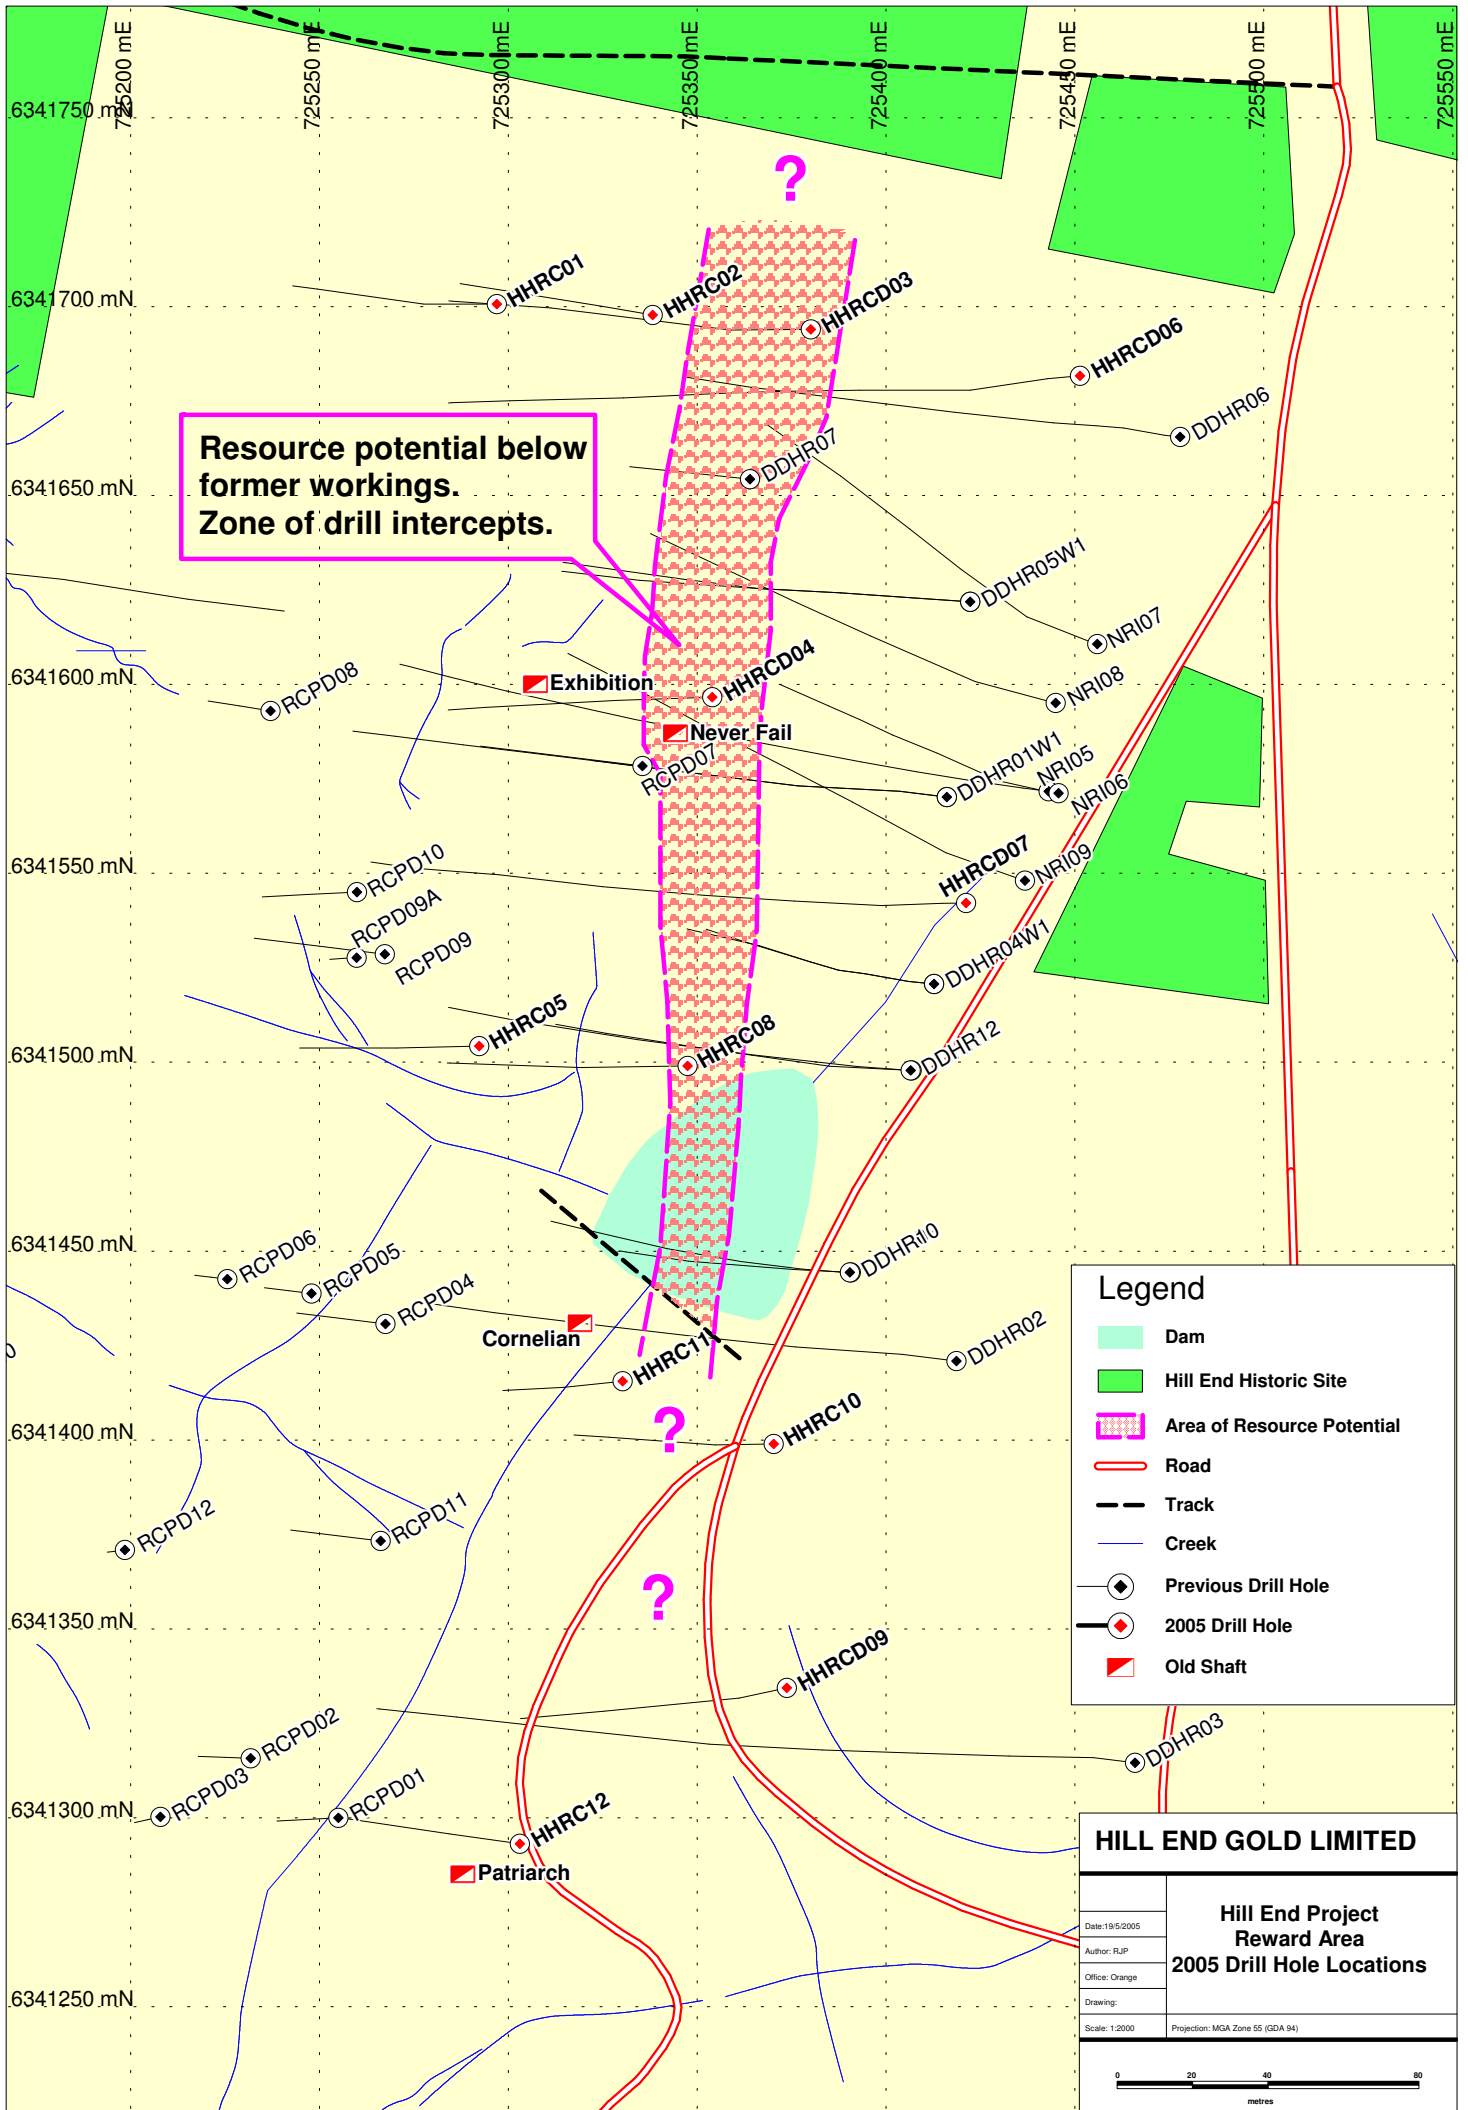 725200 mE
725250 mE
725300 mE
725350 mE
725400 mE
725450 mE
725500 mE
725550 mE
6341750 mN
?
HHRC01
HHRC02
HHRCD03
6341700 mN
HHRCD06
DDHR06
Resource potential below
former workings.
Zone of drill intercepts.
DDHR07
6341650 mN
DDHR05W1
NRI07
6341600 mN
RCPD08
Exhibition
HHRCD04
NRI08
Never Fail
RCPD07
DDHR01W1
NRI05
NRI06
6341550 mN
RCPD10
HHRCD07
NRI09
RCPD09A
RCPD09
DDHR04W1
HHRC05
HHRC08
DDHR12
6341500 mN
6341450 mN
RCPD06
RCPD05
RCPD04
DDHR10
Cornelian
DDHR02
0
HHRC11
?
HHRC10
6341400 mN
RCPD12
RCPD11
?
6341350 mN
HHRCD09
RCPD02
DDHR03
RCPD03
RCPD01
6341300 mN
HHRC12
Patriarch
6341250 mN
Legend
Dam
Hill End Historic Site
Area of Resource Potential
Road
Track
Creek
Previous Drill Hole
2005 Drill Hole
Old Shaft
HILL END GOLD LIMITED
Hill End Project
Reward Area
2005 Drill Hole Locations
Date:19/5/2005
Author: RJP
Office: Orange
Drawing:
Scale: 1:2000
Projection: MGA Zone 55 (GDA 94)
0 20 40 80
metres